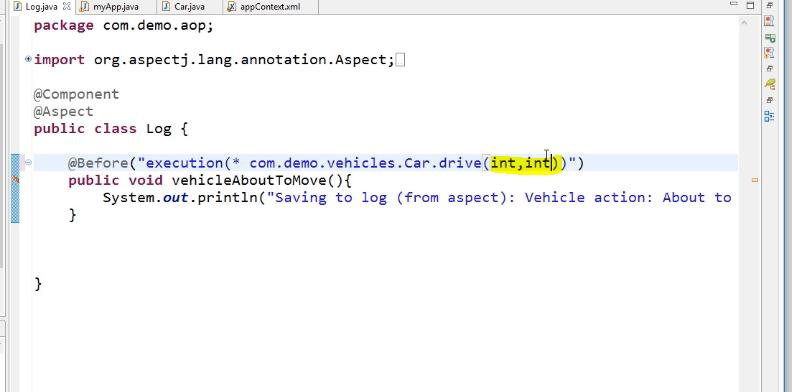 Log.java myApp.java Car.java appContext.xml
package com.demo.aop;
import org.aspectj.lang.annotation.Aspect;
@Component
@Aspect
public class Log {
@Before("execution(* com.demo.vehicles.Car.drive(int,int))")
public void vehicleAboutToMove(){
System.out.println("Saving to log (from aspect): Vehicle action: About to
}
}